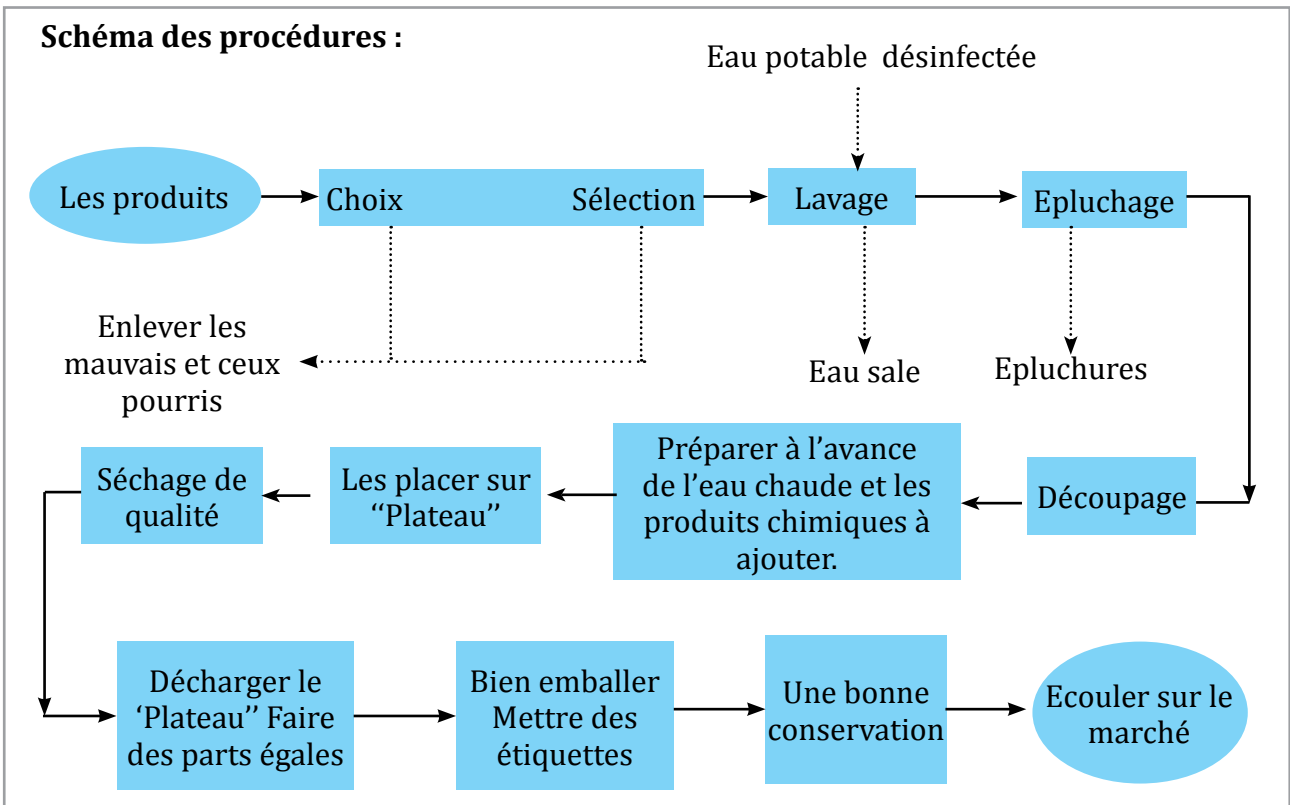 Schéma des procédures :
Eau potable désinfectée
Les produits
Choix Sélection
Lavage
Epluchage
Enlever les
mauvais et ceux
pourris
Eau sale
Epluchures
Séchage de
qualité
Les placer sur
‘‘Plateau’’
Préparer à l’avance
de l’eau chaude et les
produits chimiques à
ajouter.
Découpage
Décharger le
‘Plateau’’ Faire
des parts égales
Bien emballer
Mettre des
étiquettes
Une bonne
conservation
Ecouler sur le
marché